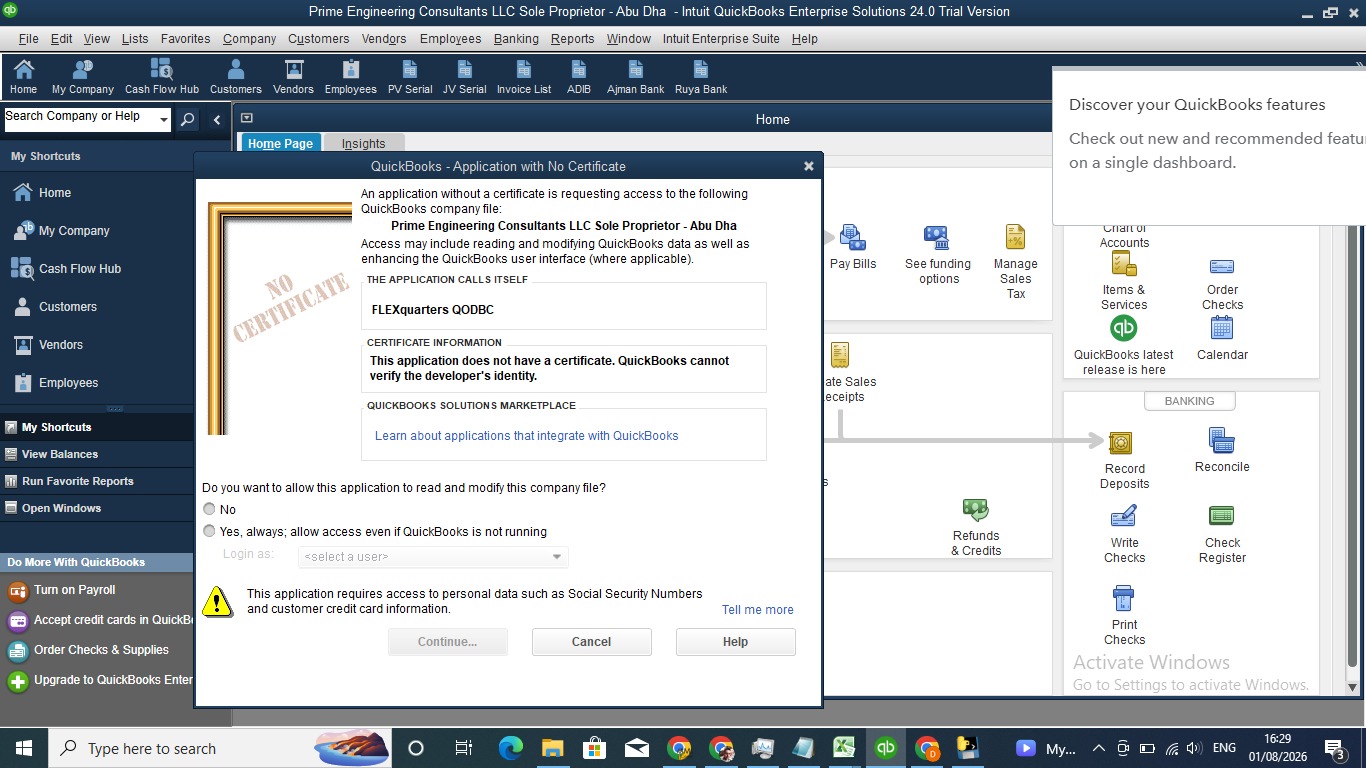 Prime Engineering Consultants LLC Sole Proprietor - Abu Dha - Intuit QuickBooks Enterprise Solutions 24.0 Trial Version
File Edit View Lists Favorites Company Customers Vendors Employees Banking Reports Window Intuit Enterprise Suite Help
Home My Company Cash Flow Hub Customers Vendors Employees PV Serial JV Serial Invoice List ADIB Ajman Bank Ruya Bank
Search Company or Help
My Shortcuts
Home
My Company
Cash Flow Hub
Customers
Vendors
Employees
My Shortcuts
View Balances
Run Favorite Reports
Open Windows
Do More With QuickBooks
Turn on Payroll
Accept credit cards in QuickB
Order Checks & Supplies
Upgrade to QuickBooks Enter
Home
Home Page Insights
QuickBooks - Application with No Certificate
NO
CERTIFICATE
An application without a certificate is requesting access to the following
QuickBooks company file:
Prime Engineering Consultants LLC Sole Proprietor - Abu Dha
Access may include reading and modifying QuickBooks data as well as
enhancing the QuickBooks user interface (where applicable).
THE APPLICATION CALLS ITSELF
FLEXquarters QODBC
CERTIFICATE INFORMATION
This application does not have a certificate. QuickBooks cannot
verify the developer's identity.
QUICKBOOKS SOLUTIONS MARKETPLACE
Learn about applications that integrate with QuickBooks
Do you want to allow this application to read and modify this company file?
No
Yes, always; allow access even if QuickBooks is not running
Login as: <select a user>
This application requires access to personal data such as Social Security Numbers
and customer credit card information.
Tell me more
Continue... Cancel Help
Pay Bills
See funding
options
Manage
Sales
Tax
ate Sales
eceipts
s
Refunds
& Credits
Discover your QuickBooks features
Check out new and recommended featu
on a single dashboard.
Chart of
Accounts
Items &
Services
Order
Checks
QuickBooks latest
release is here
Calendar
BANKING
Record
Deposits
Reconcile
Write
Checks
Check
Register
Print
Checks
Activate Windows
Go to Settings to activate Windows.
Type here to search
My...
ENG
16:29
01/08/2026
3